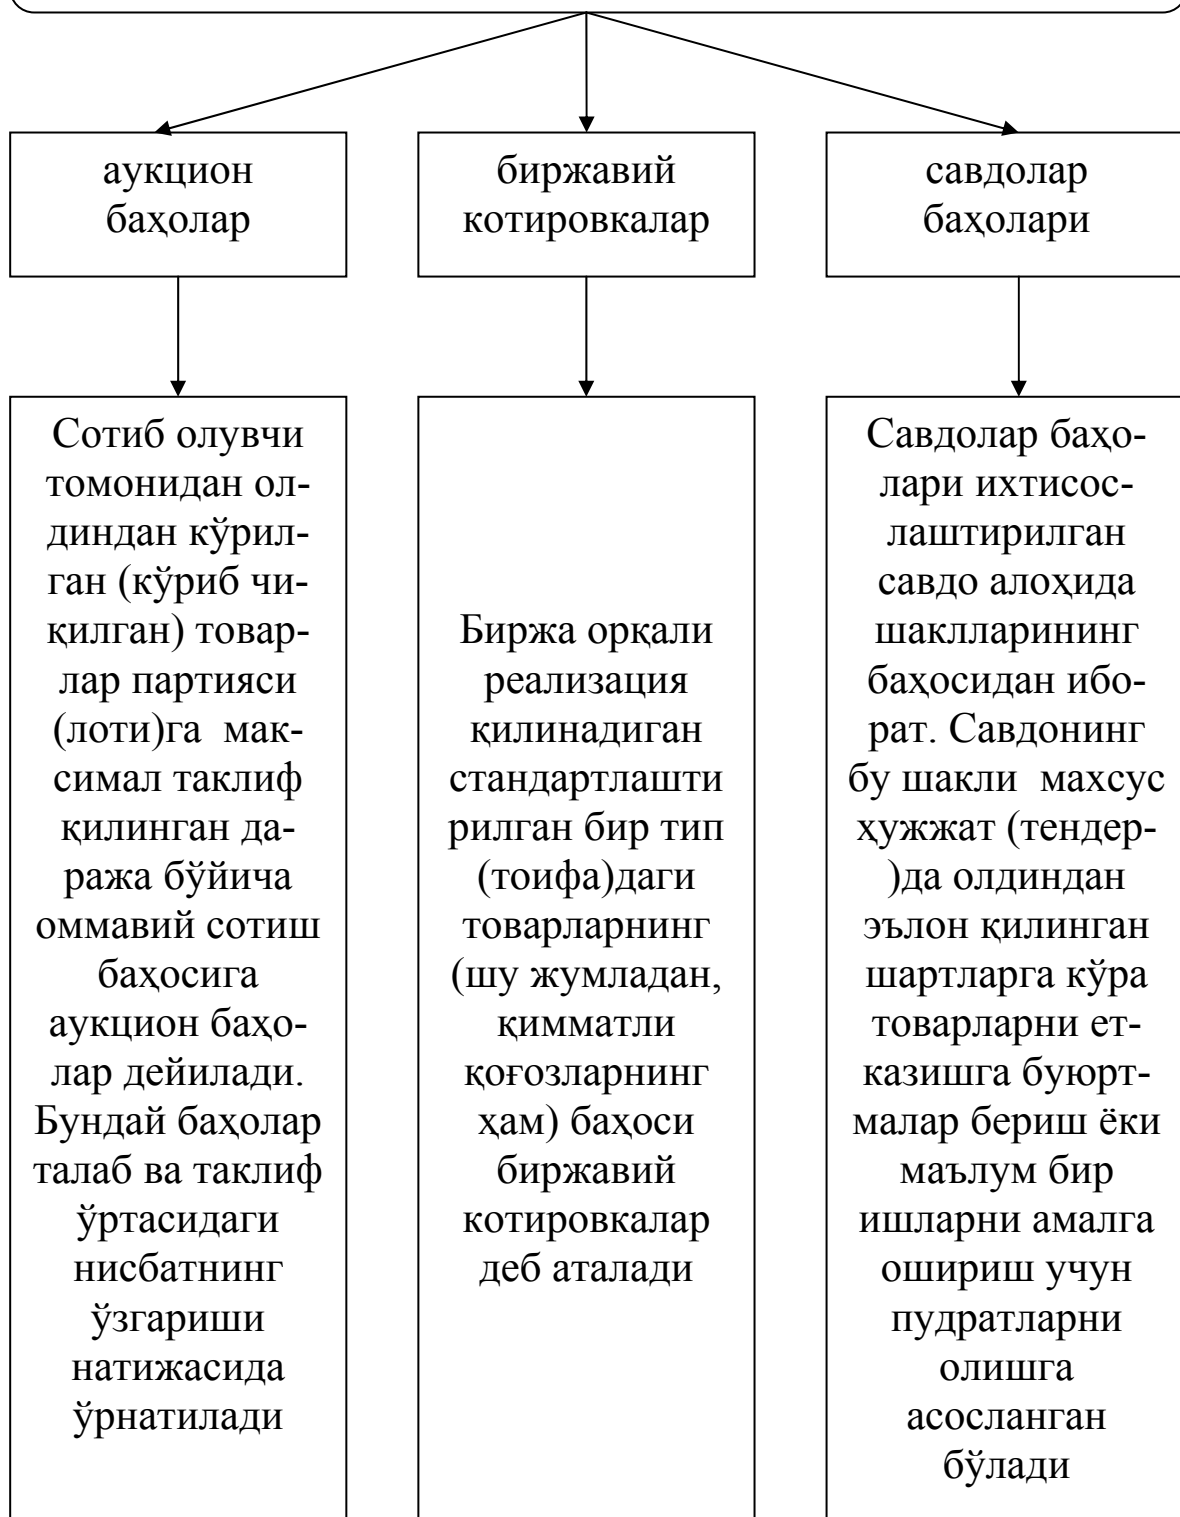 аукцион
баҳолар
биржавий
котировкалар
савдолар
баҳолари
Сотиб олувчи
томонидан ол-
диндан кўрил-
ган (кўриб чи-
қилган) товар-
лар партияси
(лоти)га мак-
симал таклиф
қилинган да-
ража бўйича
оммавий сотиш
баҳосига
аукцион баҳо-
лар дейилади.
Бундай баҳолар
талаб ва таклиф
ўртасидаги
нисбатнинг
ўзгариши
натижасида
ўрнатилади
Биржа орқали
реализация
қилинадиган
стандартлашти
рилган бир тип
(тоифа)даги
товарларнинг
(шу жумладан,
қимматли
қоғозларнинг
ҳам) баҳоси
биржавий
котировкалар
деб аталади
Савдолар баҳо-
лари ихтисос-
лаштирилган
савдо алоҳида
шаклларининг
баҳосидан ибо-
рат. Савдонинг
бу шакли махсус
ҳужжат (тендер-
)да олдиндан
эълон қилинган
шартларга кўра
товарларни ет-
казишга буюрт-
малар бериш ёки
маълум бир
ишларни амалга
ошириш учун
пудратларни
олишга
асосланган
бўлади